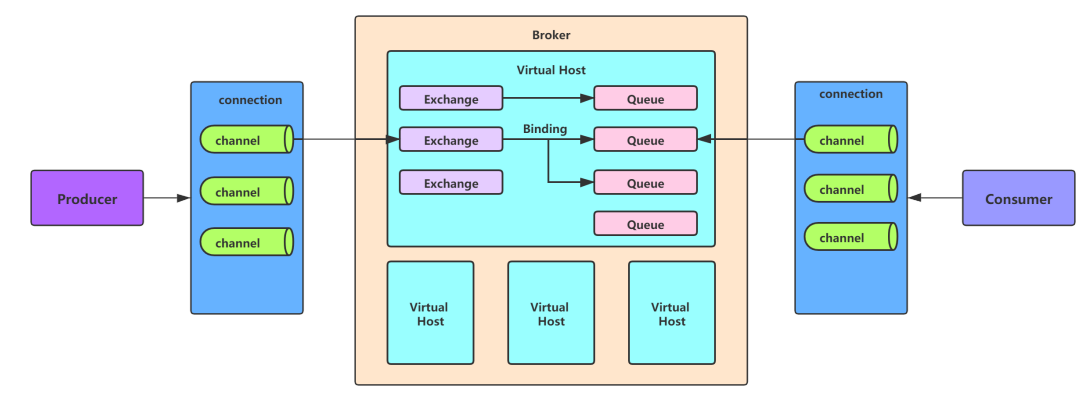 Broker
Virtual Host
connection
connection
Exchange
Queue
Binding
channel
Exchange
Queue
channel
channel
Exchange
Queue
channel
Producer
Consumer
Queue
channel
channel
Virtual
Host
Virtual
Host
Virtual
Host